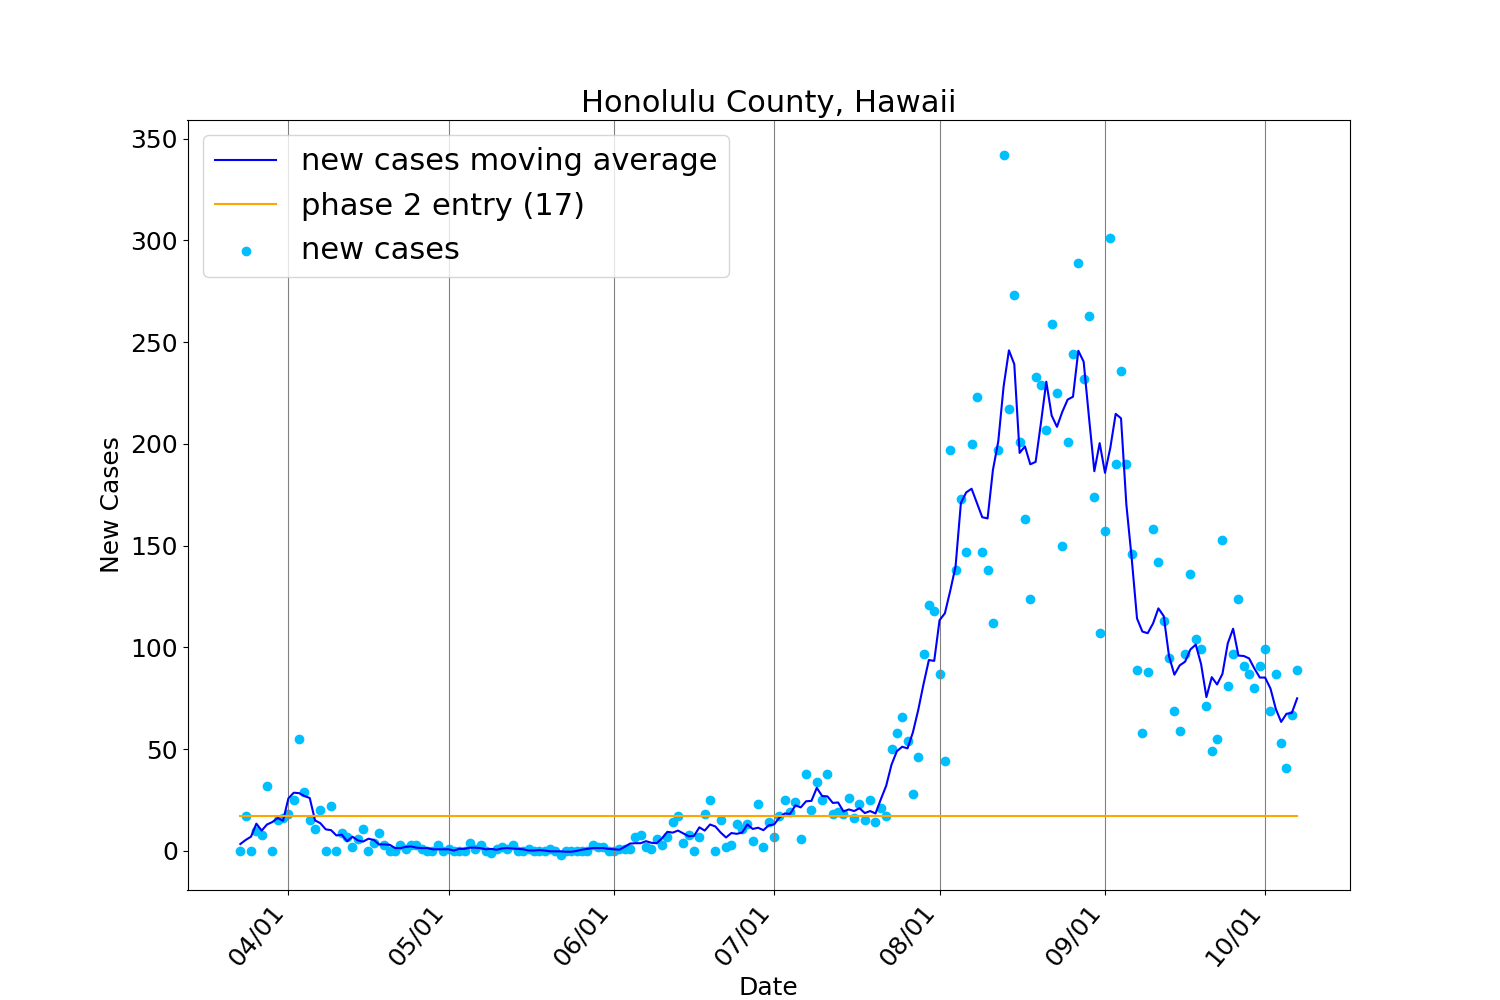 Honolulu County, Hawaii
350
300
250
200
150
100
50
0
New Cases
new cases moving average
phase 2 entry (17)
new cases
04/01
05/01
06/01
07/01
08/01
09/01
10/01
Date